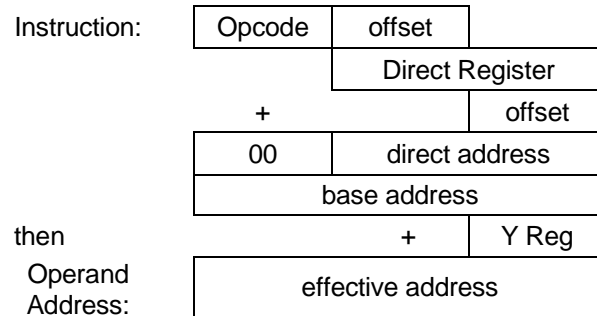 Instruction: Opcode offset
Direct Register
+ offset
00 direct address
base address
then + Y Reg
Operand
Address: effective address